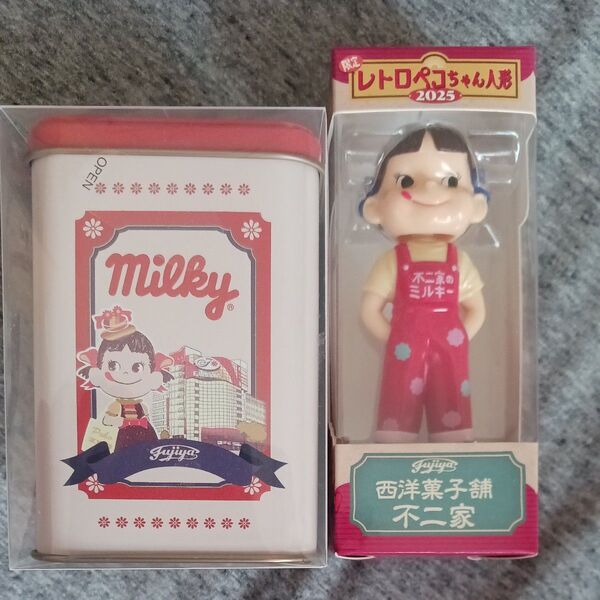 OPEN
milky®
fujiya
限定
レトロペコちゃん人形
2025
不二家の
ミルキー
fujiya
西洋菓子舗
不二家